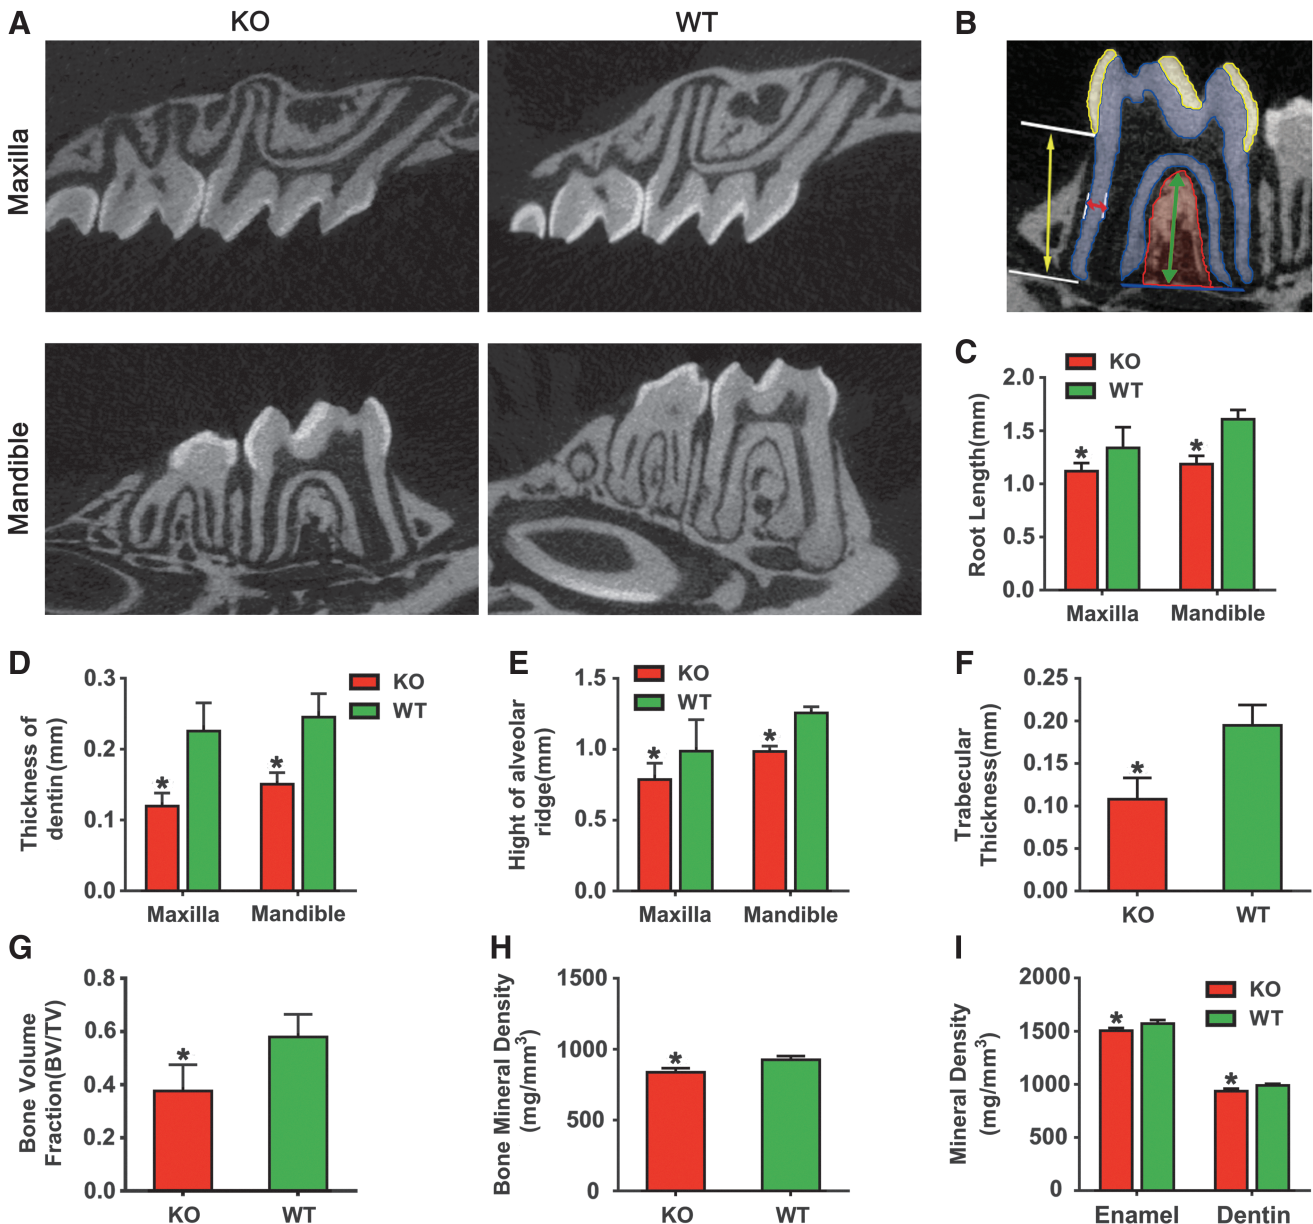 A
KO
WT
B
Maxilla
Mandible
C
KO
WT
Root Length(mm)
2.0
1.5
1.0
0.5
0.0
*
*
Maxilla
Mandible
D
KO
WT
Thickness of
dentin (mm)
0.3
0.2
0.1
0.0
*
*
Maxilla
Mandible
E
KO
WT
Hight of alveolar
ridge(mm)
1.5
1.0
0.5
0.0
*
*
Maxilla
Mandible
F
Trabecular
Thickness(mm)
0.25
0.20
0.15
0.10
0.05
0.00
*
KO
WT
G
Bone Volume
Fraction(BV/TV)
0.8
0.6
0.4
0.2
0.0
*
KO
WT
H
Bone Mineral Density
(mg/mm³)
1500
1000
500
0
*
KO
WT
I
KO
WT
Mineral Density
(mg/mm³)
2000
1500
1000
500
0
*
*
Enamel
Dentin